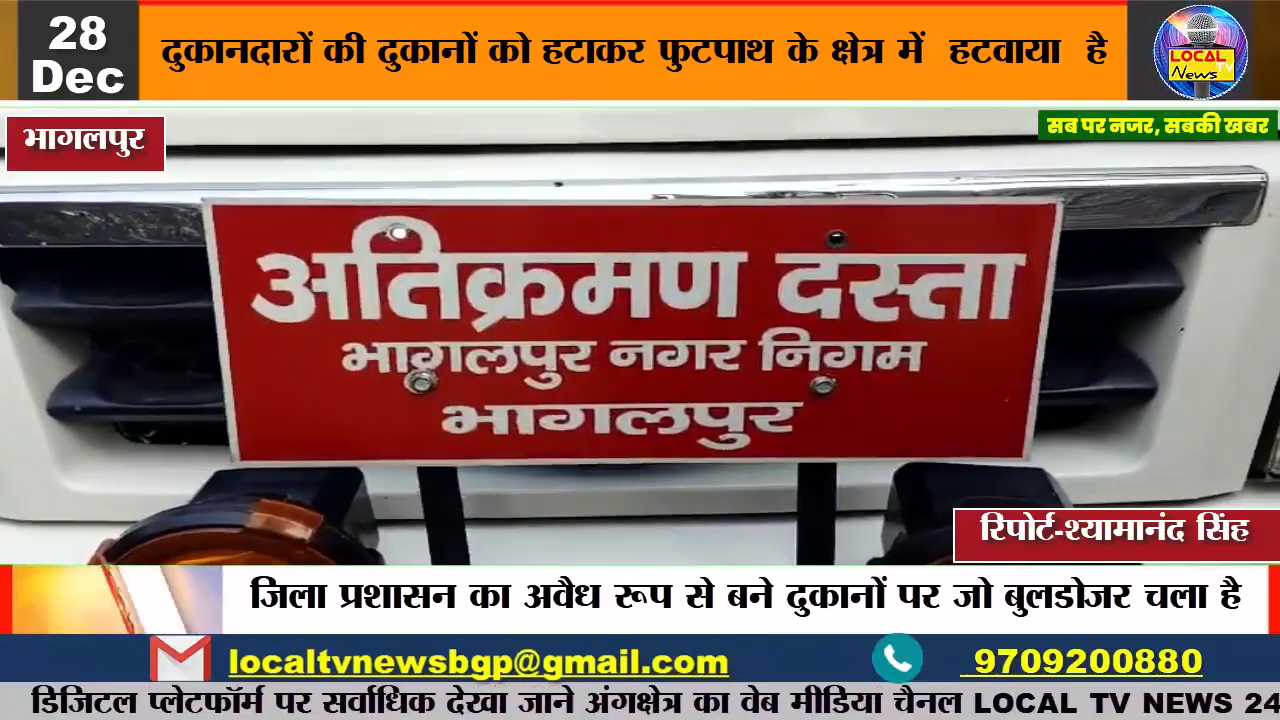 28
Dec
दुकानदारों की दुकानों को हटाकर फुटपाथ के क्षेत्र में हटवाया है
LOCAL
News TV
भागलपुर
सब पर नजर, सबकी खबर
अतिक्रमण दस्ता
भागलपुर नगर निगम
भागलपुर
रिपोर्ट-श्यामानंद सिंह
जिला प्रशासन का अवैध रूप से बने दुकानों पर जो बुलडोजर चला है
localtvnewsbgp@gmail.com
9709200880
डिजिटल प्लेटफॉर्म पर सर्वाधिक देखा जाने अंगक्षेत्र का वेब मीडिया चैनल LOCAL TV NEWS 24